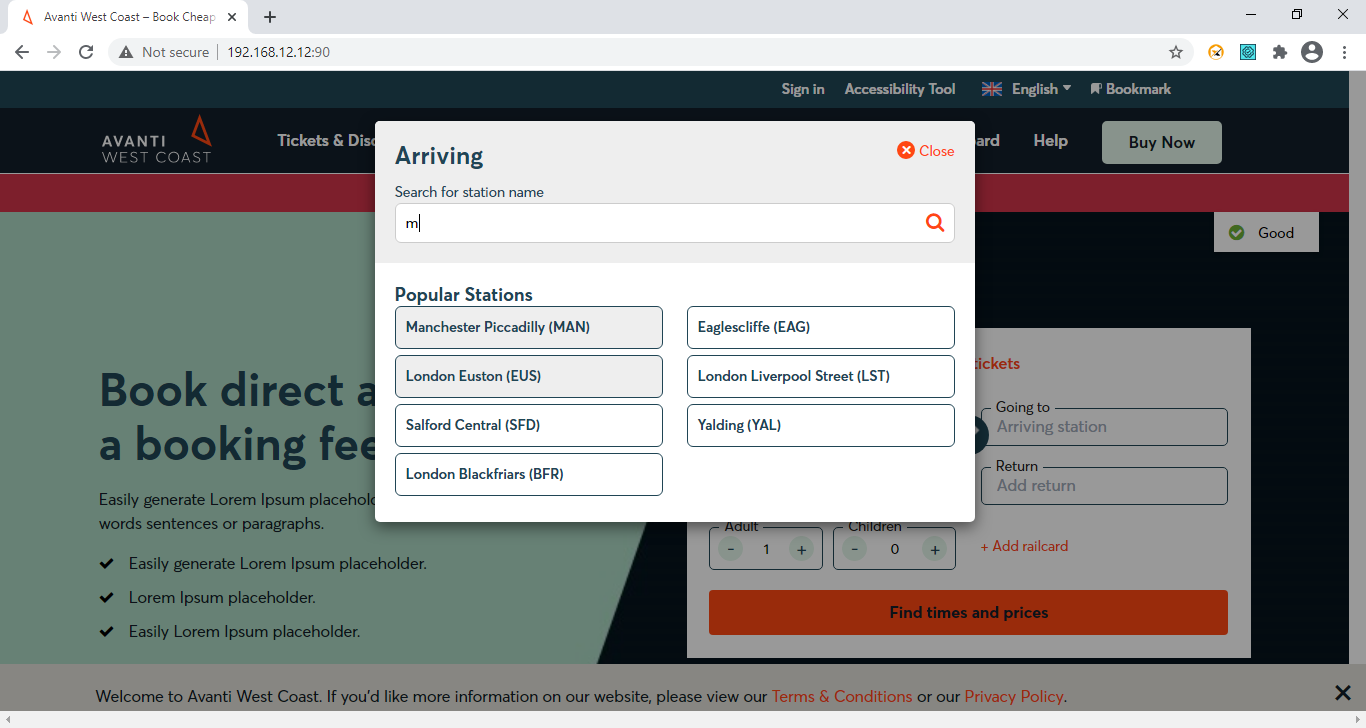 Avanti West Coast – Book Cheap
Not secure
192.168.12.12:90
Sign in
Accessibility Tool
English
Bookmark
AVANTI
WEST COAST
Tickets & Disc
ard
Help
Buy Now
Arriving
Close
Search for station name
m
Good
Popular Stations
Manchester Piccadilly (MAN)
Eaglescliffe (EAG)
London Euston (EUS)
London Liverpool Street (LST)
Salford Central (SFD)
Yalding (YAL)
London Blackfriars (BFR)
Book direct a
a booking fee
Easily generate Lorem Ipsum placehold
words sentences or paragraphs.
Easily generate Lorem Ipsum placeholder.
Lorem Ipsum placeholder.
Easily Lorem Ipsum placeholder.
tickets
Going to
Arriving station
Return
Add return
Adult
Children
- 1 +
- 0 +
+ Add railcard
Find times and prices
Welcome to Avanti West Coast. If you'd like more information on our website, please view our Terms & Conditions or our Privacy Policy.